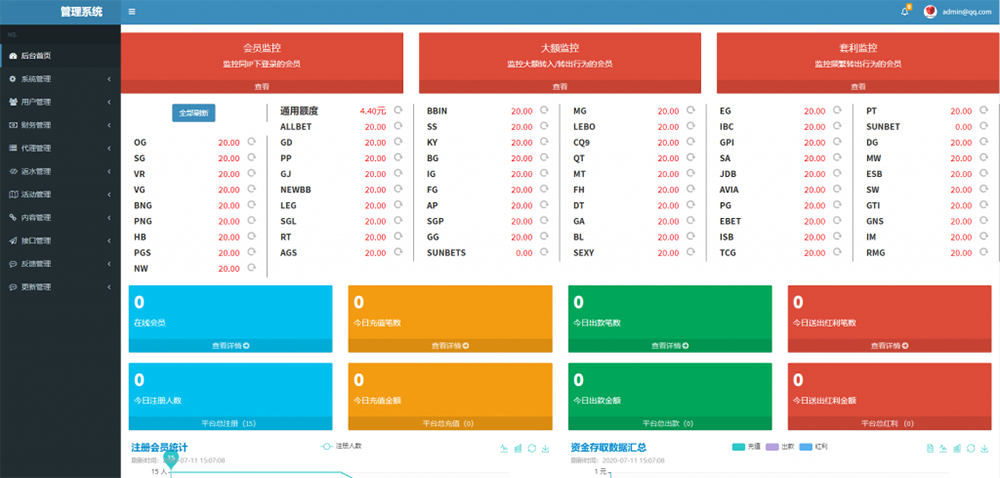 管理系统
admin@qq.com
后台首页
系统管理
用户管理
财务管理
代理管理
返水管理
活动管理
内容管理
接口管理
反馈管理
更新管理
会员监控
监控同IP下登录的会员
查看
大额监控
监控大额转入/转出行为的会员
查看
套利监控
监控频繁转出行为的会员
查看
全部刷新
OG 20.00
SG 20.00
VR 20.00
VG 20.00
BNG 20.00
PNG 20.00
HB 20.00
PGS 20.00
NW 20.00
通用额度 4.40元
ALLBET 20.00
GD 20.00
PP 20.00
GJ 20.00
NEWBB 20.00
LEG 20.00
SGL 20.00
RT 20.00
AGS 20.00
BBIN 20.00
SS 20.00
KY 20.00
BG 20.00
IG 20.00
FG 20.00
AP 20.00
SGP 20.00
GG 20.00
SUNBETS 0.00
MG 20.00
LEBO 20.00
CQ9 20.00
QT 20.00
MT 20.00
FH 20.00
DT 20.00
GA 20.00
BL 20.00
SEXY 20.00
EG 20.00
IBC 20.00
GPI 20.00
SA 20.00
JDB 20.00
AVIA 20.00
PG 20.00
EBET 20.00
ISB 20.00
TCG 20.00
PT 20.00
SUNBET 0.00
DG 20.00
MW 20.00
ESB 20.00
SW 20.00
GTI 20.00
GNS 20.00
IM 20.00
RMG 20.00
0
在线会员
查看详情
0
今日充值笔数
查看详情
0
今日出款笔数
查看详情
0
今日送出红利笔数
查看详情
0
今日注册人数
平台总注册（15）
0
今日充值金额
平台总充值（0）
0
今日出款金额
平台总出款（0）
0
今日送出红利金额
平台总红利（0）
注册会员统计
刷新时间：2020-07-11 15:07:08
注册人数
15
15 人
资金存取数据汇总
刷新时间：2020-07-11 15:07:08
充值 出款 红利
1 元